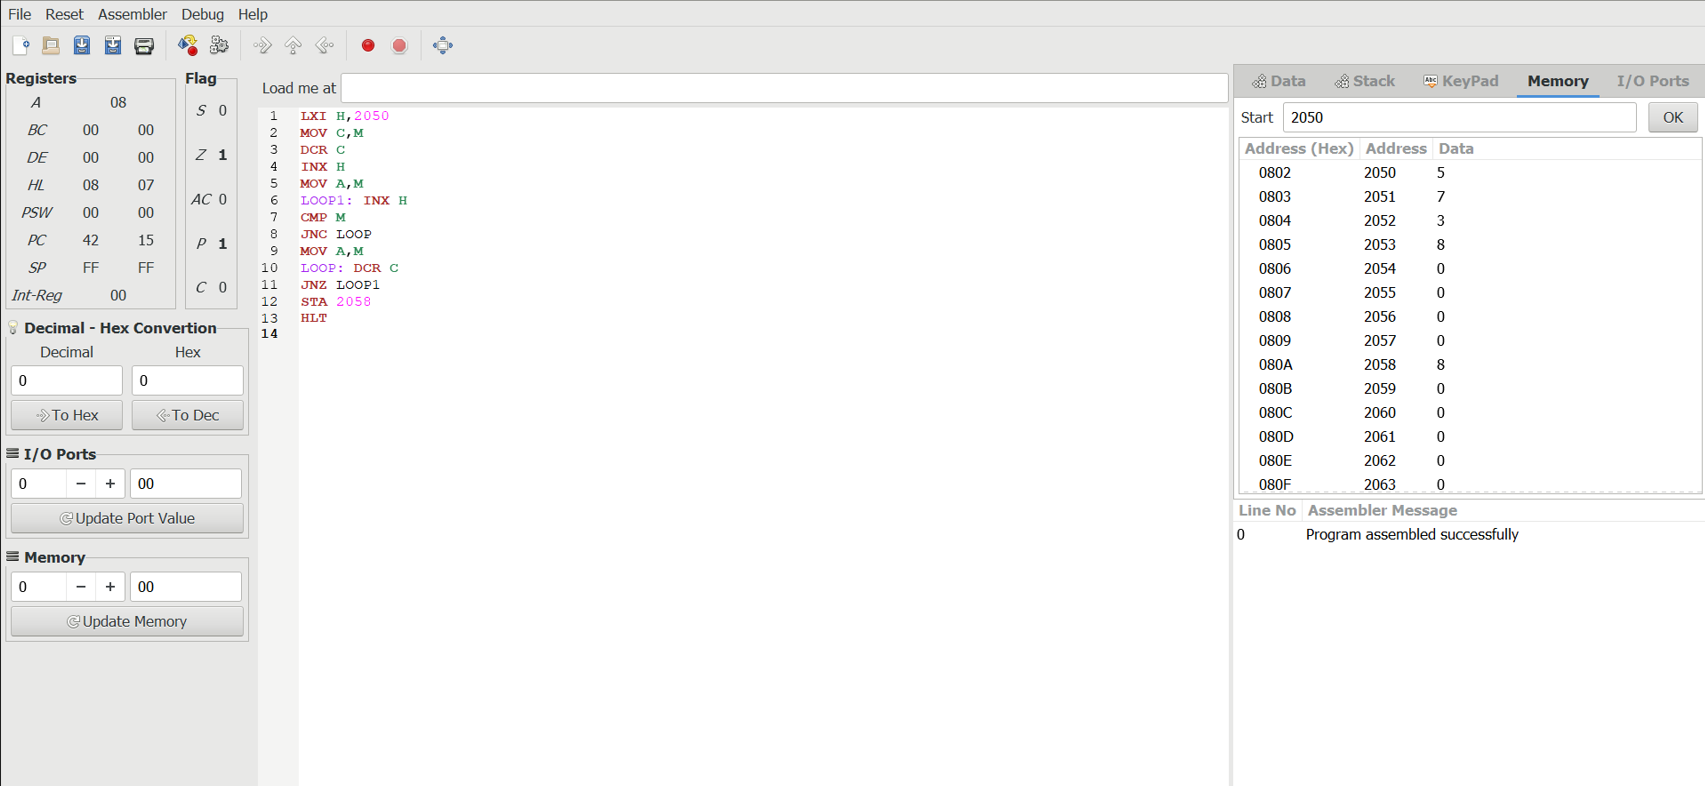 File Reset Assembler Debug Help
Registers
A 08
BC 00 00
DE 00 00
HL 08 07
PSW 00 00
PC 42 15
SP FF FF
Int-Reg 00
Flag
S 0
Z 1
AC 0
P 1
C 0
Decimal - Hex Convertion
Decimal Hex
0 0
To Hex To Dec
I/O Ports
0 − + 00
Update Port Value
Memory
0 − + 00
Update Memory
Load me at
1 LXI H,2050
2 MOV C,M
3 DCR C
4 INX H
5 MOV A,M
6 LOOP1: INX H
7 CMP M
8 JNC LOOP
9 MOV A,M
10 LOOP: DCR C
11 JNZ LOOP1
12 STA 2058
13 HLT
14
Data Stack Abc KeyPad Memory I/O Ports
Start 2050 OK
Address (Hex) Address Data
0802 2050 5
0803 2051 7
0804 2052 3
0805 2053 8
0806 2054 0
0807 2055 0
0808 2056 0
0809 2057 0
080A 2058 8
080B 2059 0
080C 2060 0
080D 2061 0
080E 2062 0
080F 2063 0
Line No Assembler Message
0 Program assembled successfully